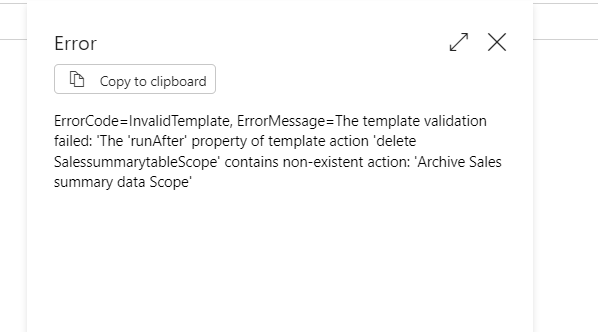 Error
Copy to clipboard
ErrorCode=InvalidTemplate, ErrorMessage=The template validation
failed: 'The 'runAfter' property of template action 'delete
SalessummarytableScope' contains non-existent action: 'Archive Sales
summary data Scope'